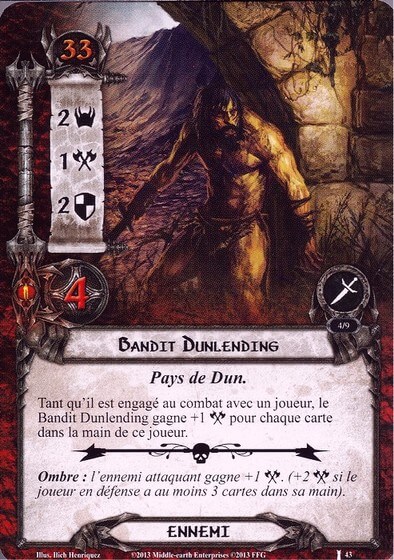 33
2
1
2
4
4/9
BANDIT DUNLENDING
Pays de Dun.
Tant qu'il est engagé au combat avec un joueur, le
Bandit Dunlending gagne +1 pour chaque carte
dans la main de ce joueur.
Ombre : l'ennemi attaquant gagne +1 . (+2 si le
joueur en défense a au moins 3 cartes dans sa main).
ENNEMI
Illus. Ilich Henriquez ©2013 Middle-earth Enterprises ©2013 FFG 43